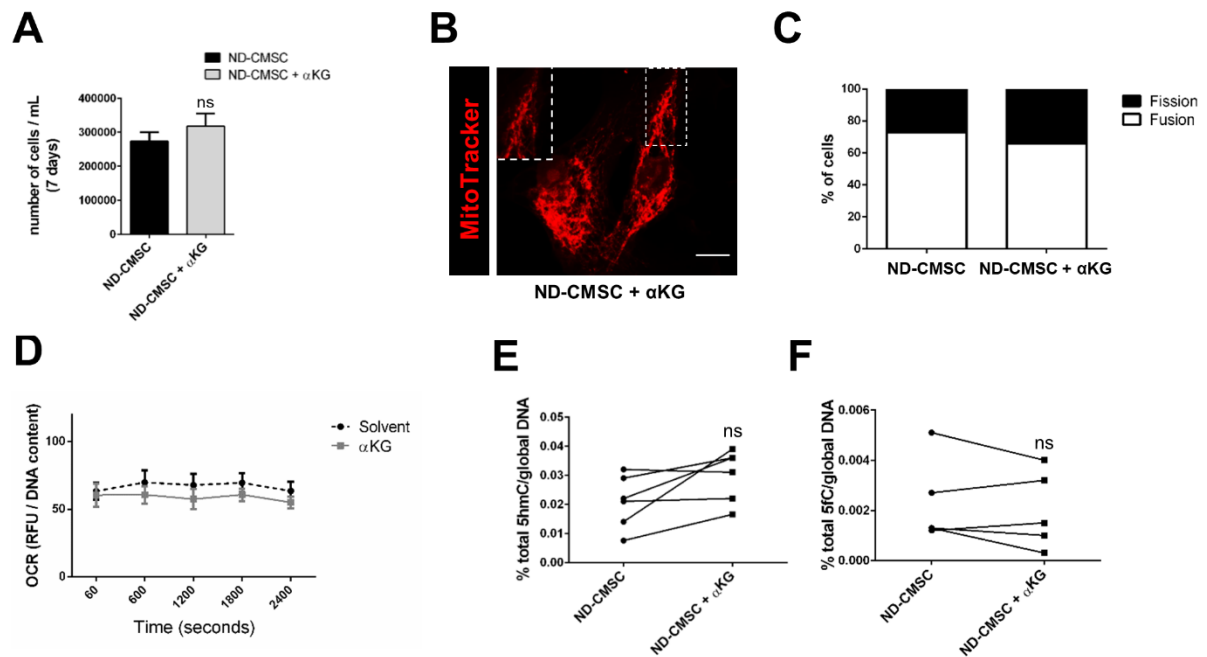 A
ND-CMSC
ND-CMSC + αKG
number of cells / mL
(7 days)
400000
300000
200000
100000
0
ns
ND-CMSC
ND-CMSC + αKG
B
MitoTracker
ND-CMSC + αKG
C
Fission
Fusion
% of cells
100
80
60
40
20
0
ND-CMSC
ND-CMSC + αKG
D
Solvent
αKG
OCR (RFU / DNA content)
100
50
0
60
600
1200
1800
2400
Time (seconds)
E
% total 5hmC/global DNA
0.05
0.04
0.03
0.02
0.01
0.00
ns
ND-CMSC
ND-CMSC + αKG
F
% total 5fC/global DNA
0.006
0.004
0.002
0.000
ns
ND-CMSC
ND-CMSC + αKG